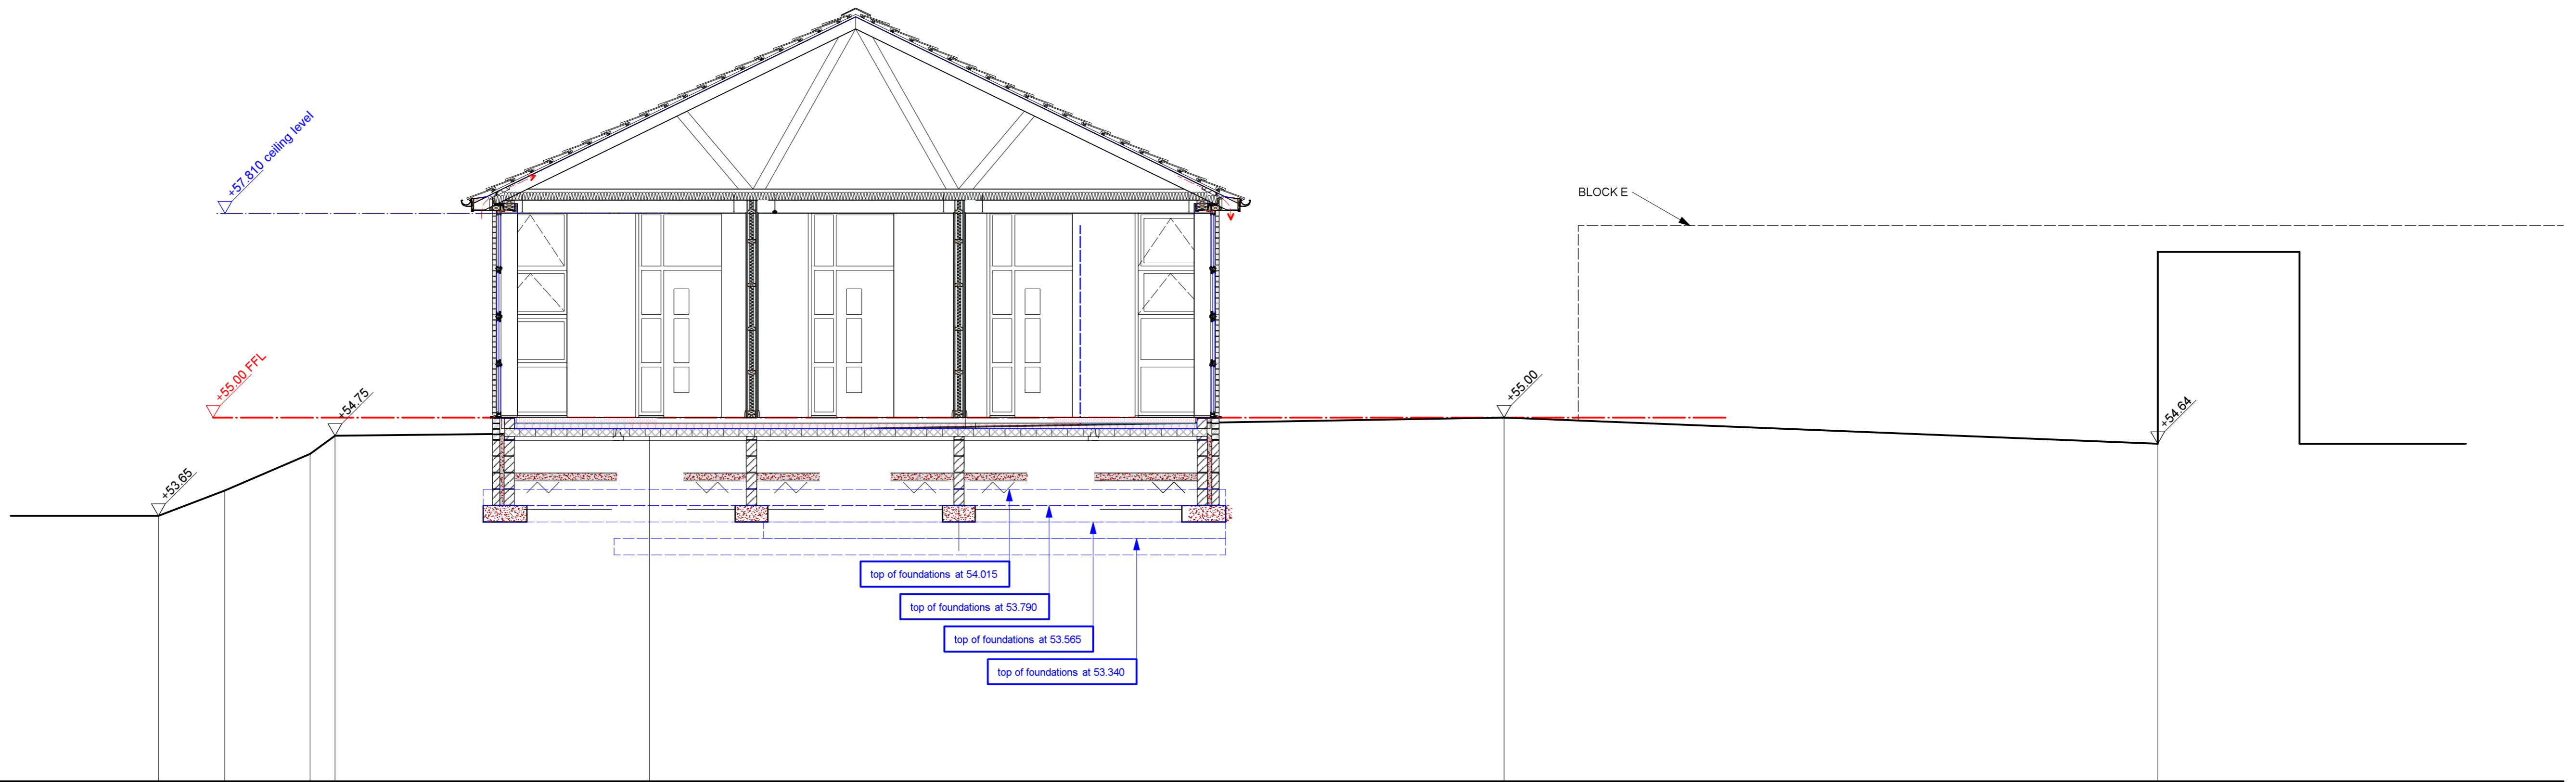 +57.810 ceiling level
BLOCK E
+55.00 FFL
+54.75
+55.00
+54.64
+53.65
top of foundations at 54.015
top of foundations at 53.790
top of foundations at 53.565
top of foundations at 53.340